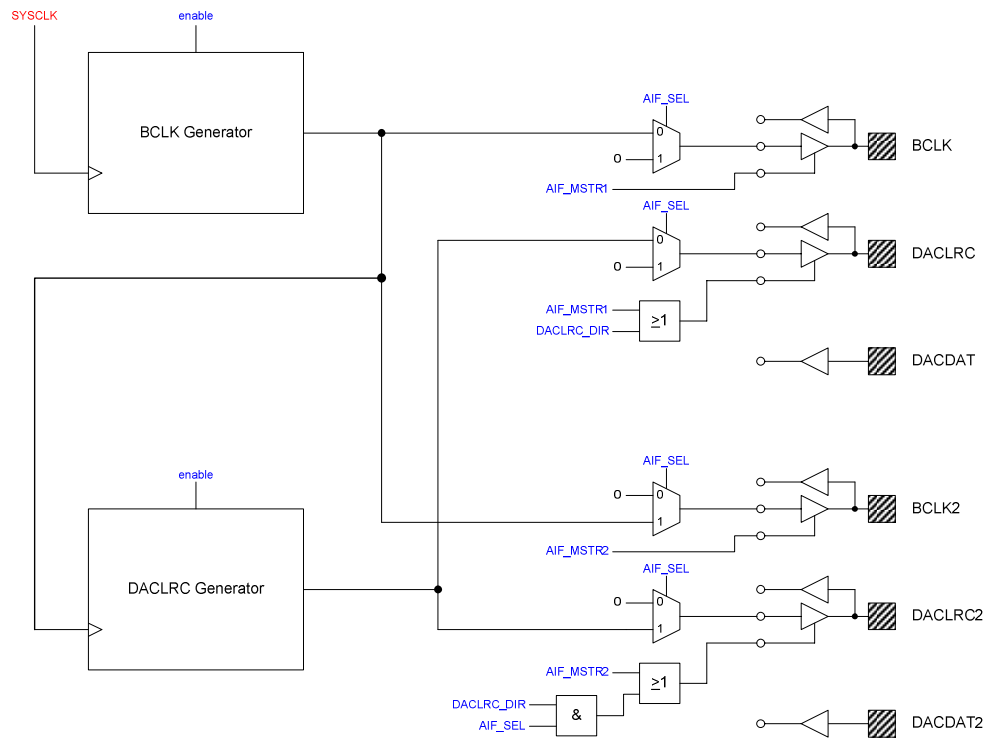 SYSCLK
enable
BCLK Generator
AIF_SEL
0
0
1
BCLK
AIF_MSTR1
AIF_SEL
0
0
1
DACLRC
AIF_MSTR1
DACLRC_DIR
≥1
DACDAT
enable
DACLRC Generator
AIF_SEL
0
0
1
BCLK2
AIF_MSTR2
AIF_SEL
0
0
1
DACLRC2
AIF_MSTR2
≥1
DACLRC_DIR
AIF_SEL
&
DACDAT2